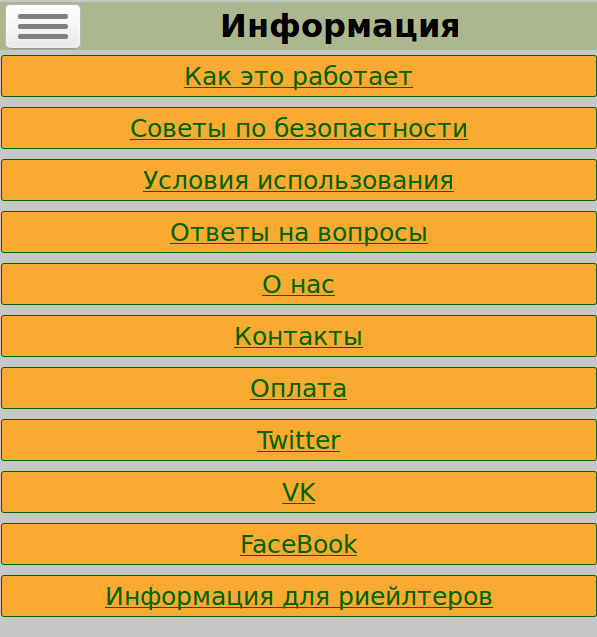 Информация
Как это работает
Советы по безопастности
Условия использования
Ответы на вопросы
О нас
Контакты
Оплата
Twitter
VK
FaceBook
Информация для риейлтеров